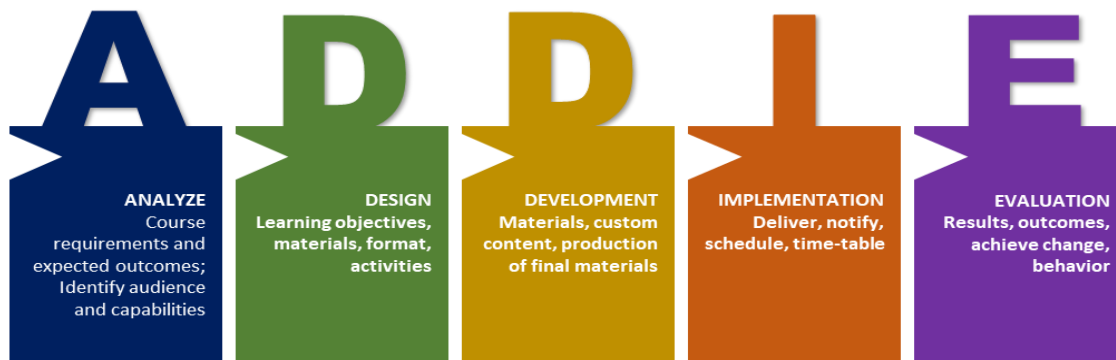 A
ANALYZE
Course
requirements and
expected outcomes;
Identify audience
and capabilities
D
DESIGN
Learning objectives,
materials, format,
activities
D
DEVELOPMENT
Materials, custom
content, production
of final materials
I
IMPLEMENTATION
Deliver, notify,
schedule, time-table
E
EVALUATION
Results, outcomes,
achieve change,
behavior